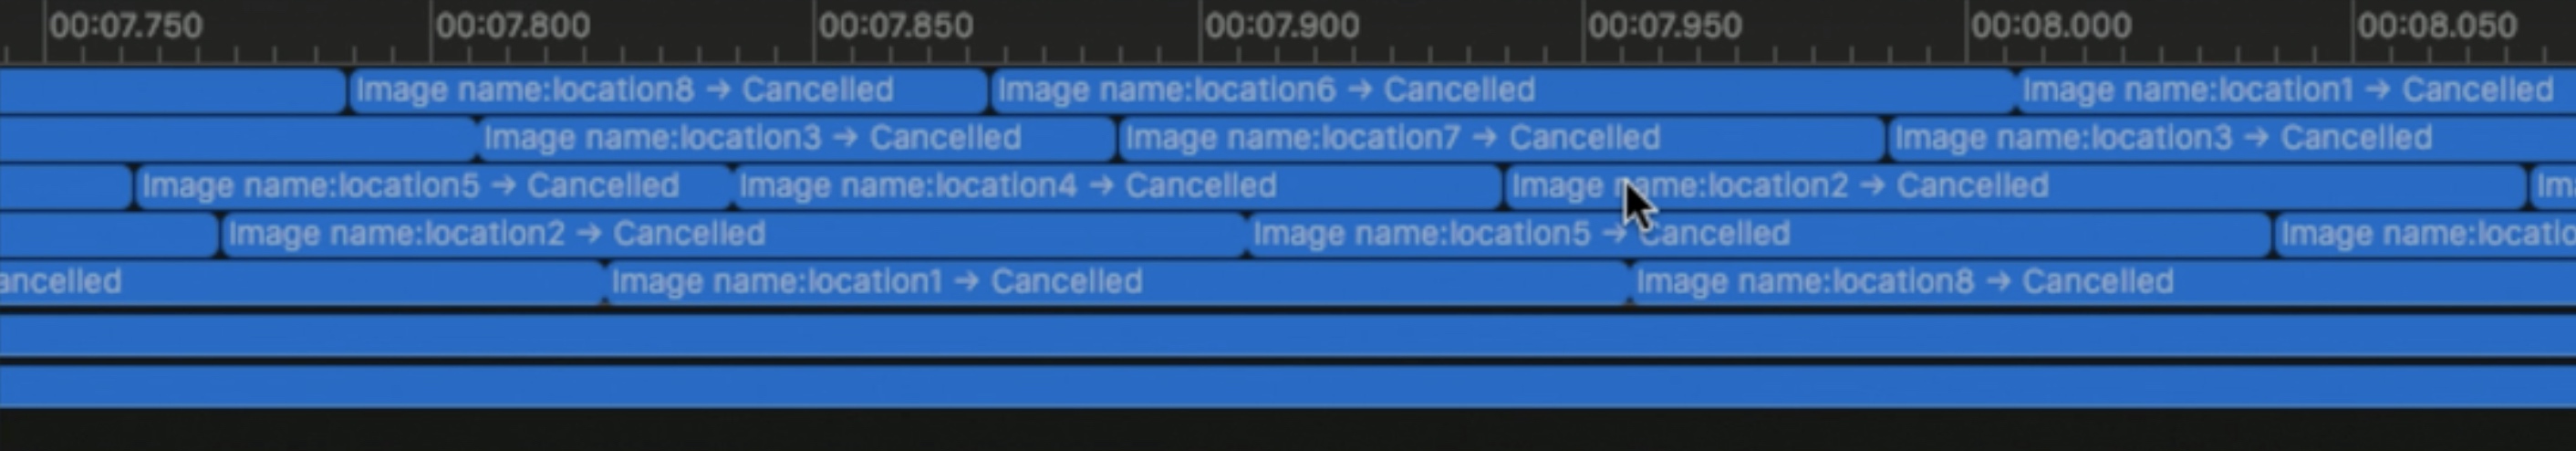 00:07.750 00:07.800 00:07.850 00:07.900 00:07.950 00:08.000 00:08.050
Image name:location8 → Cancelled Image name:location6 → Cancelled Image name:location1 → Cancelled
Image name:location3 → Cancelled Image name:location7 → Cancelled Image name:location3 → Cancelled
Image name:location5 → Cancelled Image name:location4 → Cancelled Image name:location2 → Cancelled Im
Image name:location2 → Cancelled Image name:location5 → Cancelled Image name:locatio
ancelled Image name:location1 → Cancelled Image name:location8 → Cancelled